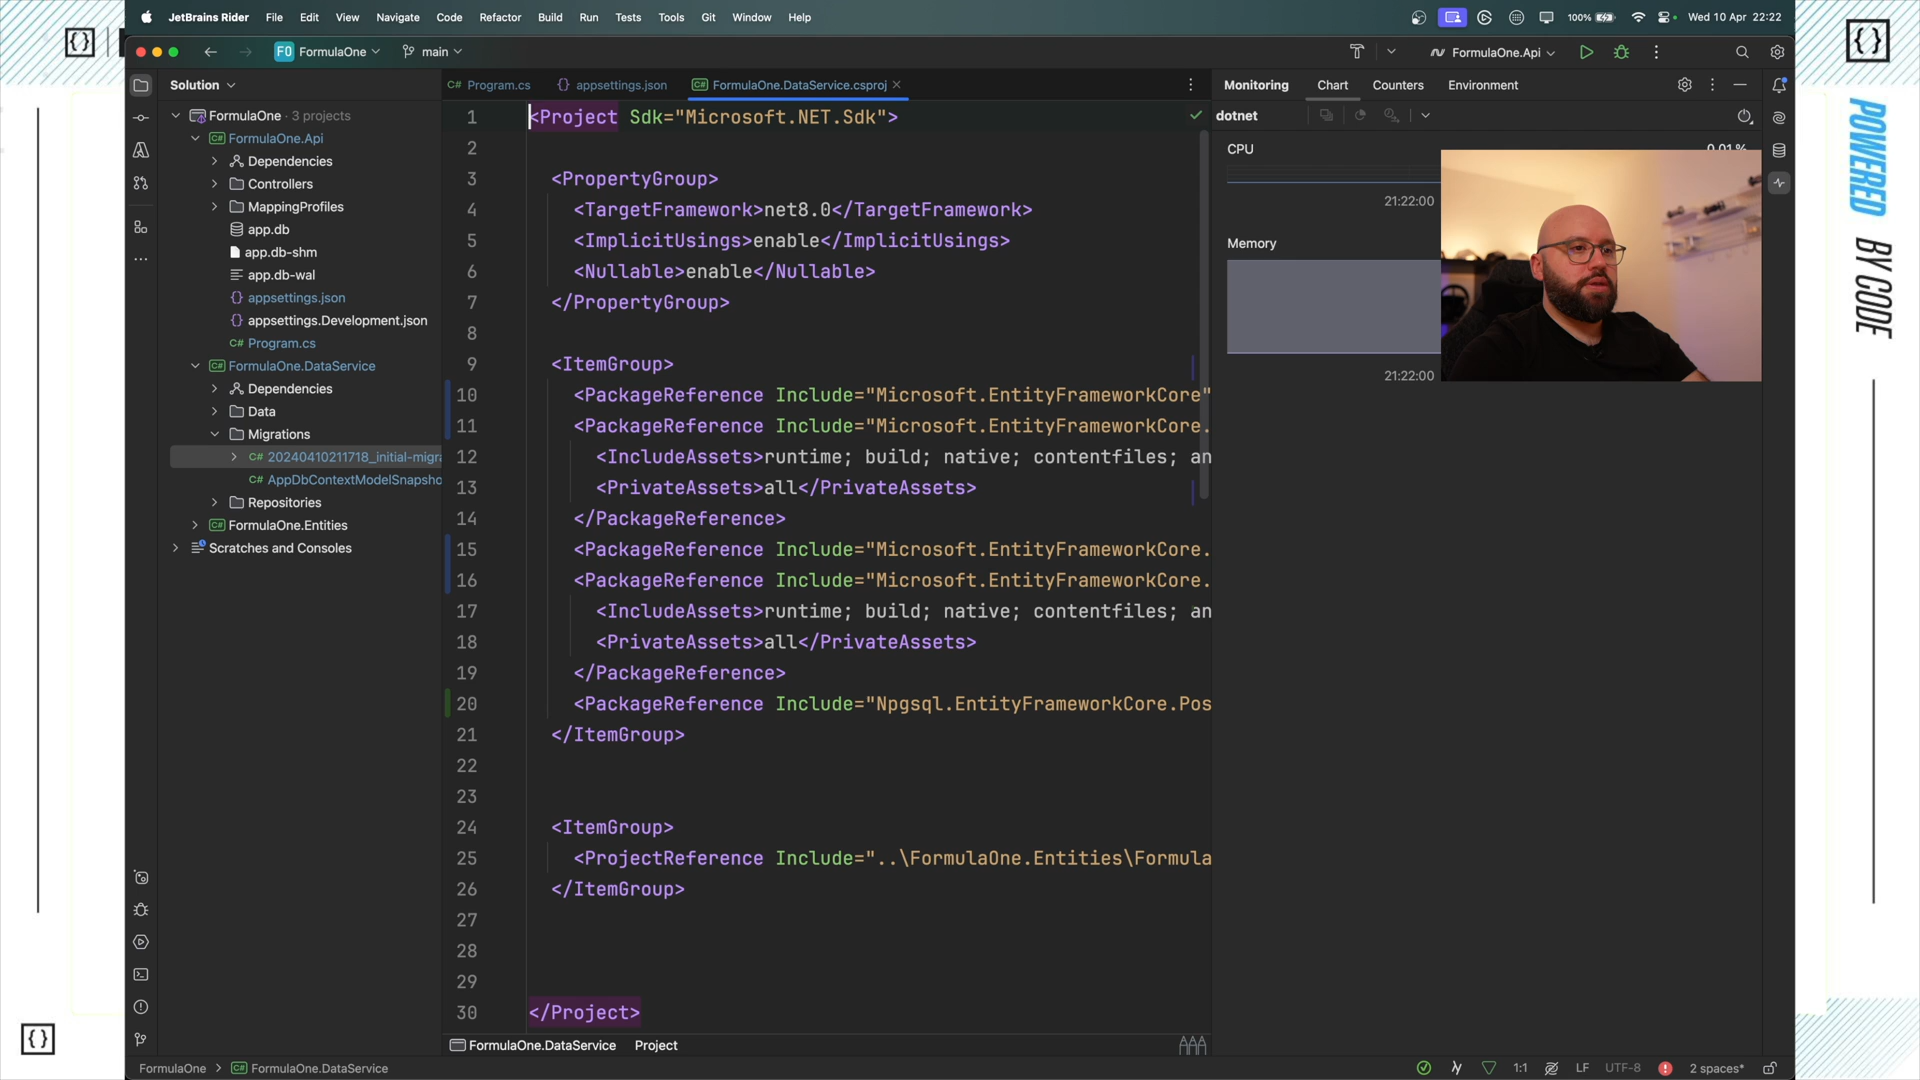 JetBrains Rider File Edit View Navigate Code Refactor Build Run Tests Tools Git Window Help 100% Wed 10 Apr 22:22
F0 FormulaOne main FormulaOne.Api
Solution
FormulaOne · 3 projects
FormulaOne.Api
Dependencies
Controllers
MappingProfiles
app.db
app.db-shm
app.db-wal
appsettings.json
appsettings.Development.json
Program.cs
FormulaOne.DataService
Dependencies
Data
Migrations
20240410211718_initial-migra
AppDbContextModelSnapsho
Repositories
FormulaOne.Entities
Scratches and Consoles
Program.cs appsettings.json FormulaOne.DataService.csproj
1 <Project Sdk="Microsoft.NET.Sdk">
2
3 <PropertyGroup>
4 <TargetFramework>net8.0</TargetFramework>
5 <ImplicitUsings>enable</ImplicitUsings>
6 <Nullable>enable</Nullable>
7 </PropertyGroup>
8
9 <ItemGroup>
10 <PackageReference Include="Microsoft.EntityFrameworkCore"
11 <PackageReference Include="Microsoft.EntityFrameworkCore.
12 <IncludeAssets>runtime; build; native; contentfiles; an
13 <PrivateAssets>all</PrivateAssets>
14 </PackageReference>
15 <PackageReference Include="Microsoft.EntityFrameworkCore.
16 <PackageReference Include="Microsoft.EntityFrameworkCore.
17 <IncludeAssets>runtime; build; native; contentfiles; an
18 <PrivateAssets>all</PrivateAssets>
19 </PackageReference>
20 <PackageReference Include="Npgsql.EntityFrameworkCore.Pos
21 </ItemGroup>
22
23
24 <ItemGroup>
25 <ProjectReference Include="..\FormulaOne.Entities\Formula
26 </ItemGroup>
27
28
29
30 </Project>
FormulaOne.DataService Project
Monitoring Chart Counters Environment
dotnet
CPU 0.01 %
21:22:00
Memory
21:22:00
FormulaOne > FormulaOne.DataService 1:1 LF UTF-8 2 spaces*
POWERED
BY CODE